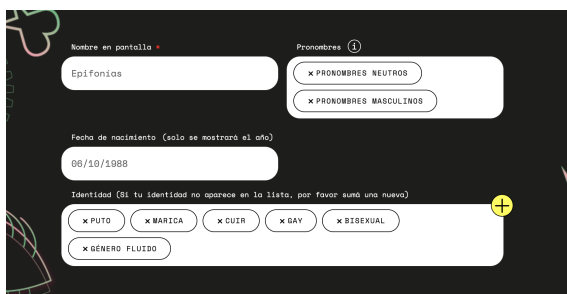 Nombre en pantalla *
Pronombres i
Epifonías
× PRONOMBRES NEUTROS
× PRONOMBRES MASCULINOS
Fecha de nacimiento (solo se mostrará el año)
06/10/1988
Identidad (Si tu identidad no aparece en la lista, por favor sumá una nueva)
+
× PUTO × MARICA × CUIR × GAY × BISEXUAL
× GÉNERO FLUIDO